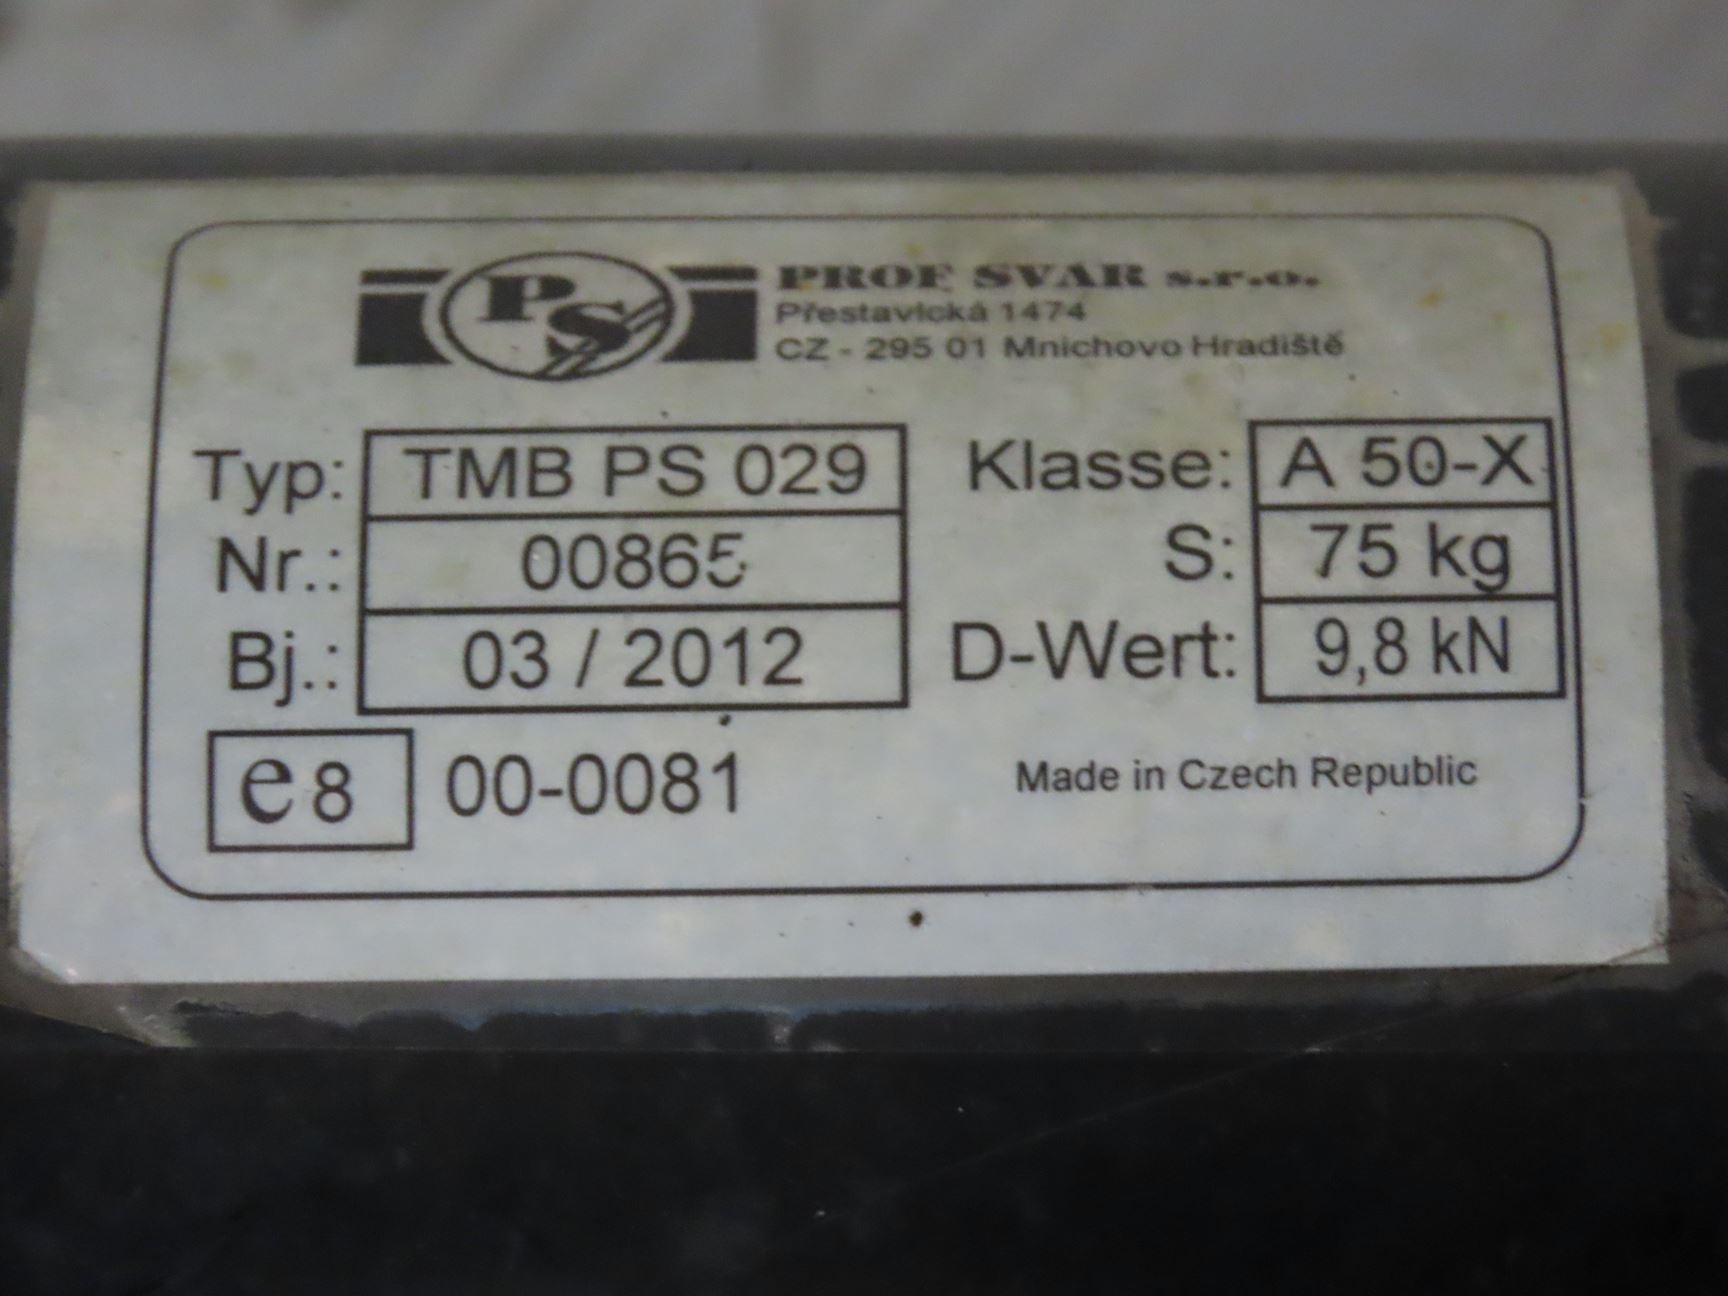 PS
PROF SVAR s.r.o.
Přestavlcká 1474
CZ - 295 01 Mnichovo Hradiště
Typ: TMB PS 029 Klasse: A 50-X
Nr.: 00865 S: 75 kg
Bj.: 03 / 2012 D-Wert: 9,8 kN
e8 00-0081 Made in Czech Republic